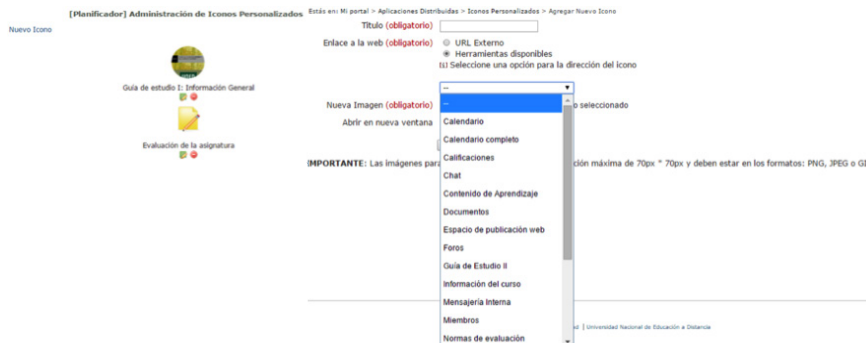 [Planificador] Administración de Iconos Personalizados
Nuevo Icono
Guía de estudio I: Información General
Evaluación de la asignatura
Estás en: Mi portal > Aplicaciones Distribuidas > Iconos Personalizados > Agregar Nuevo Icono
Título (obligatorio)
Enlace a la web (obligatorio)
URL Externo
Herramientas disponibles
Seleccione una opción para la dirección del icono
--
Nueva Imagen (obligatorio) o seleccionado
Abrir en nueva ventana
--
Calendario
Calendario completo
Calificaciones
Chat
Contenido de Aprendizaje
Documentos
Espacio de publicación web
Foros
Guía de Estudio II
Información del curso
Mensajería Interna
Miembros
Normas de evaluación
IMPORTANTE: Las imágenes para ción máxima de 70px * 70px y deben estar en los formatos: PNG, JPEG o GI
| Universidad Nacional de Educación a Distancia